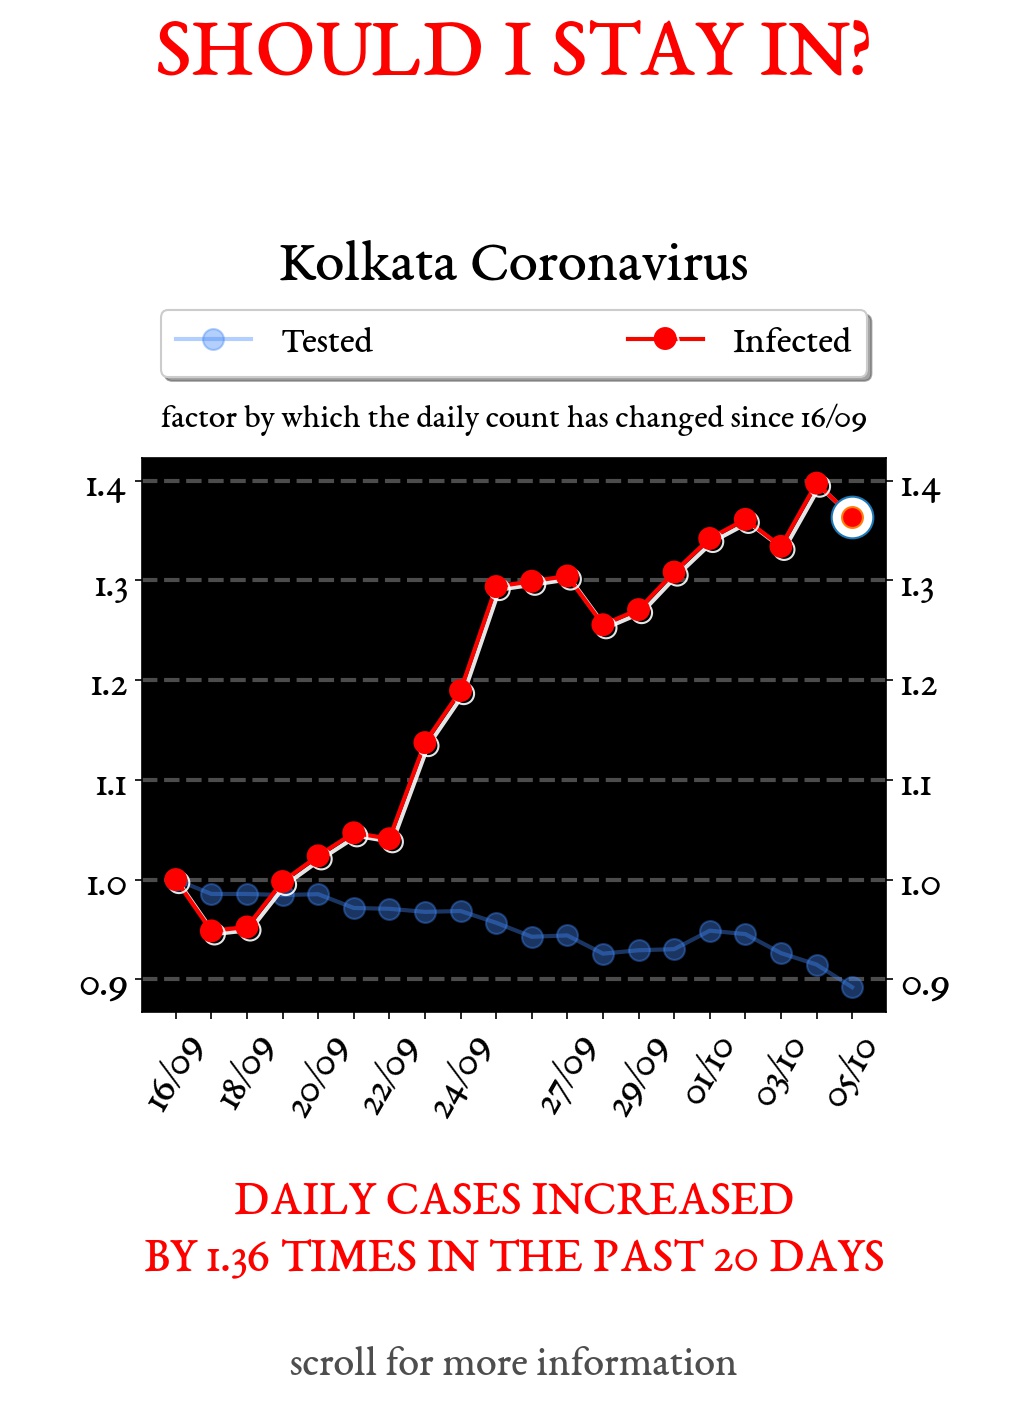 SHOULD I STAY IN?
Kolkata Coronavirus
Tested Infected
factor by which the daily count has changed since 16/09
1.4 1.4
1.3 1.3
1.2 1.2
1.1 1.1
1.0 1.0
0.9 0.9
16/09 18/09 20/09 22/09 24/09 27/09 29/09 01/10 03/10 05/10
DAILY CASES INCREASED
BY 1.36 TIMES IN THE PAST 20 DAYS
scroll for more information